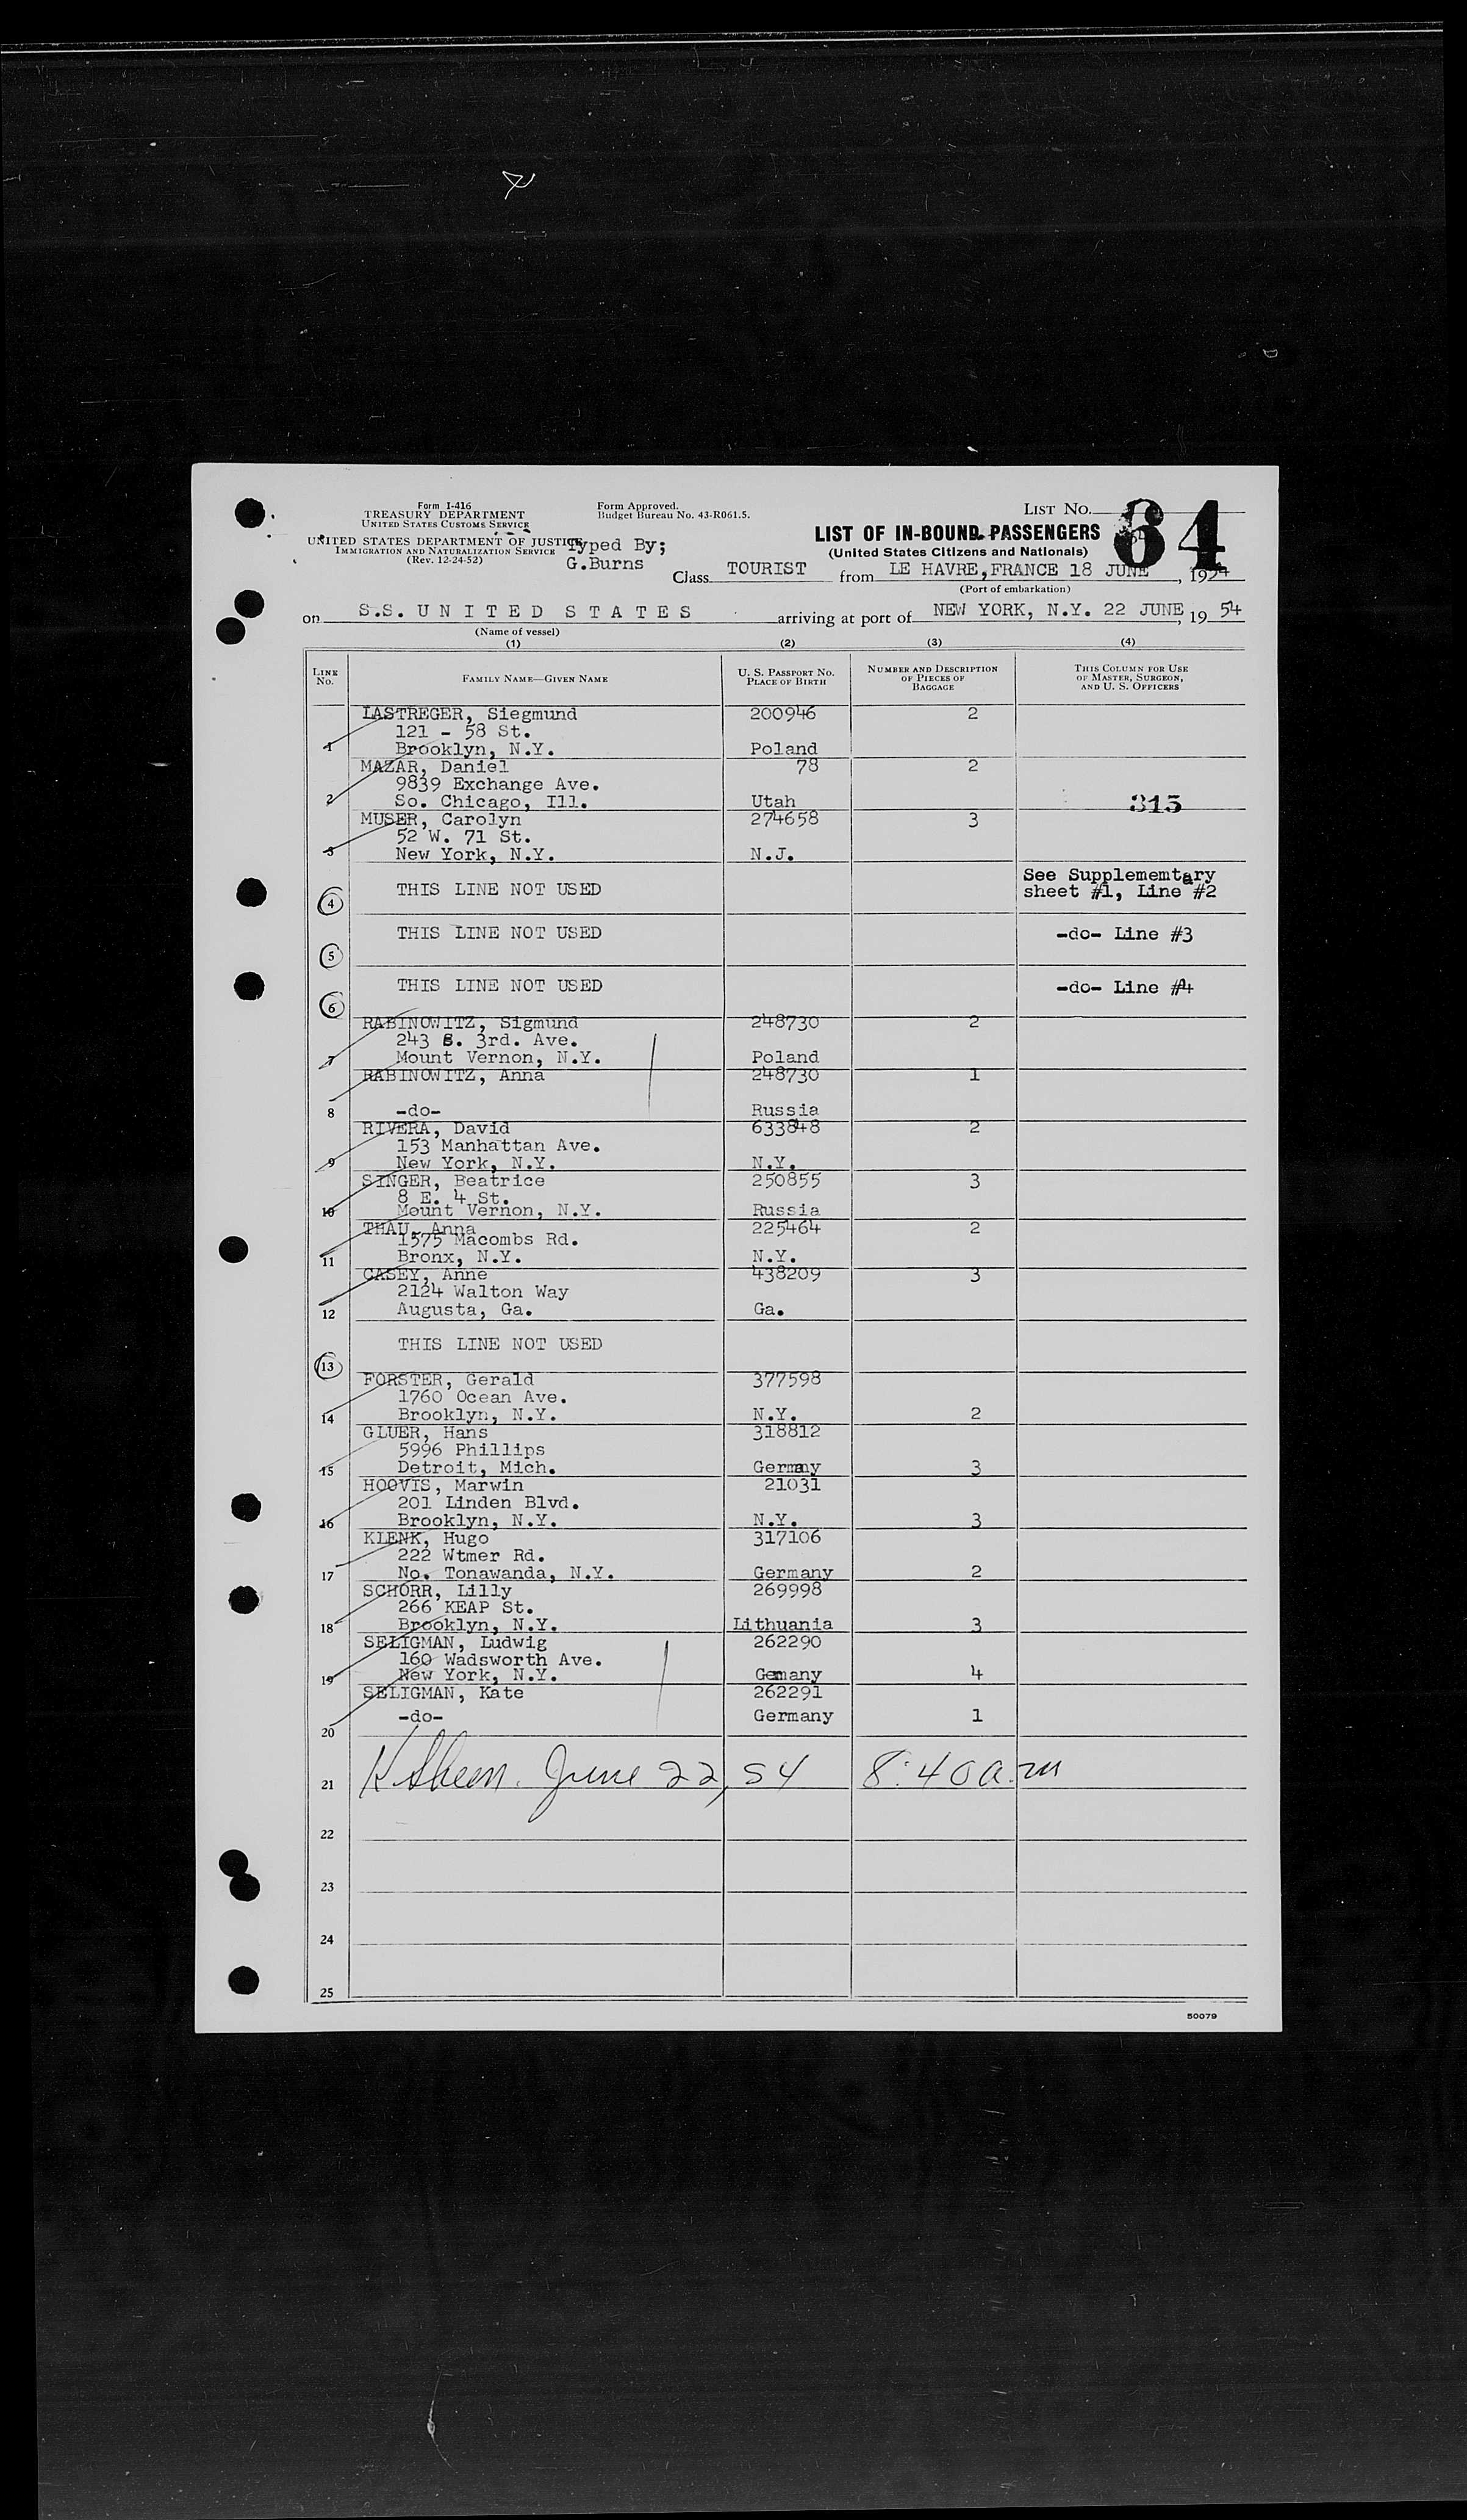 Form I-416
TREASURY DEPARTMENT
UNITED STATES CUSTOMS SERVICE
UNITED STATES DEPARTMENT OF JUSTICE
IMMIGRATION AND NATURALIZATION SERVICE
(Rev. 12-24-52)
Form Approved.
Budget Bureau No. 43-R061.5.
Typed By;
G.Burns
LIST NO. 64
LIST OF IN-BOUND PASSENGERS
(United States Citizens and Nationals)
Class TOURIST from LE HAVRE,FRANCE 18 JUNE, 1954
(Port of embarkation)
on S.S. U N I T E D S T A T E S arriving at port of NEW YORK, N.Y. 22 JUNE, 19 54
(Name of vessel)
(1) (2) (3) (4)
LINE NO. FAMILY NAME—GIVEN NAME U. S. PASSPORT NO. PLACE OF BIRTH NUMBER AND DESCRIPTION OF PIECES OF BAGGAGE THIS COLUMN FOR USE OF MASTER, SURGEON, AND U. S. OFFICERS
LASTREGER, Siegmund 200946 2
121 - 58 St.
1 Brooklyn, N.Y. Poland
MAZAR, Daniel 78 2
9839 Exchange Ave.
2 So. Chicago, Ill. Utah 315
MUSER, Carolyn 274658 3
52 W. 71 St.
3 New York, N.Y. N.J.
See Supplememtary
4 THIS LINE NOT USED sheet #1, Line #2
5 THIS LINE NOT USED -do- Line #3
6 THIS LINE NOT USED -do- Line #4
RABINOWITZ, Sigmund 248730 2
243 S. 3rd. Ave.
7 Mount Vernon, N.Y. Poland
RABINOWITZ, Anna 248730 1
8 -do- Russia
RIVERA, David 633848 2
153 Manhattan Ave.
9 New York, N.Y. N.Y.
SINGER, Beatrice 250855 3
8 E. 4 St.
10 Mount Vernon, N.Y. Russia
THAU, Anna 225464 2
1575 Macombs Rd.
11 Bronx, N.Y. N.Y.
CASEY, Anne 438209 3
2124 Walton Way
12 Augusta, Ga. Ga.
13 THIS LINE NOT USED
FORSTER, Gerald 377598
1760 Ocean Ave.
14 Brooklyn, N.Y. N.Y. 2
GLUER, Hans 318812
5996 Phillips
15 Detroit, Mich. Germany 3
HOOVIS, Marwin 21031
201 Linden Blvd.
16 Brooklyn, N.Y. N.Y. 3
KLENK, Hugo 317106
222 Wtmer Rd.
17 No. Tonawanda, N.Y. Germany 2
SCHORR, Lilly 269998
266 KEAP St.
18 Brooklyn, N.Y. Lithuania 3
SELIGMAN, Ludwig 262290
160 Wadsworth Ave.
19 New York, N.Y. Gemany 4
SELIGMAN, Kate 262291
20 -do- Germany 1
21 June 22, 54 8:40 a.m
22
23
24
25
50079